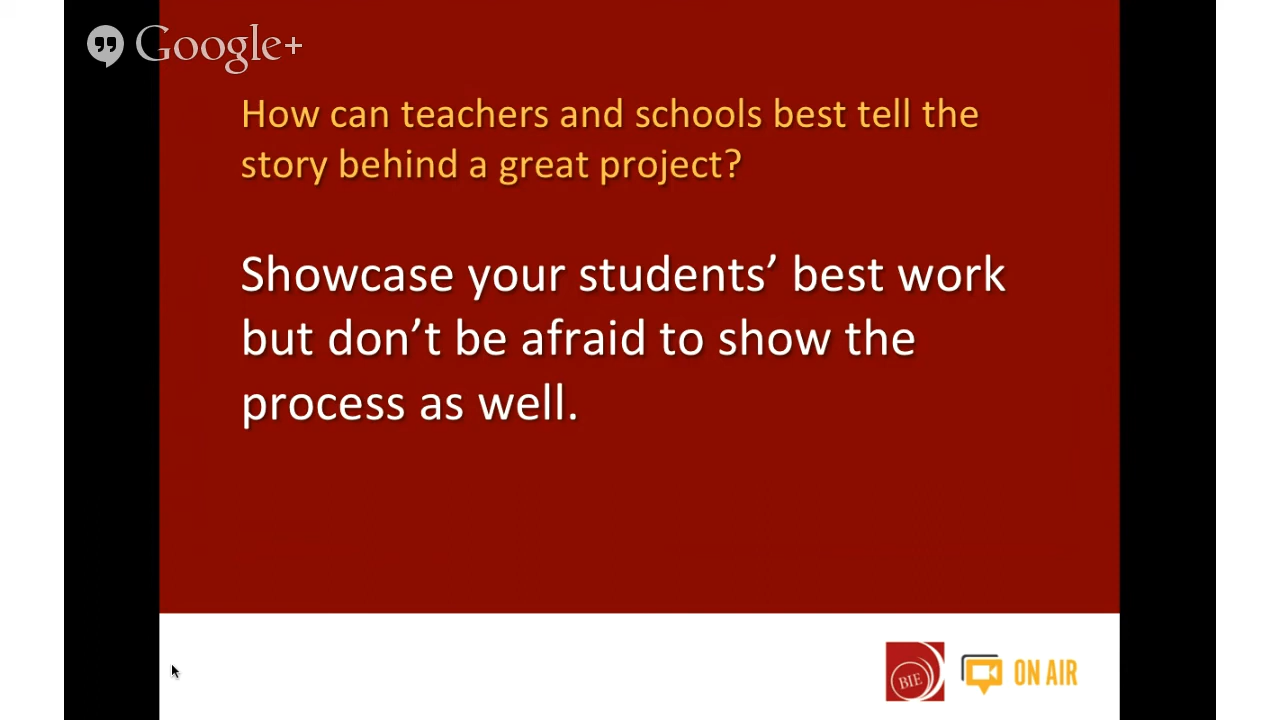 Google+
How can teachers and schools best tell the
story behind a great project?
Showcase your students’ best work
but don’t be afraid to show the
process as well.
BIE
ON AIR